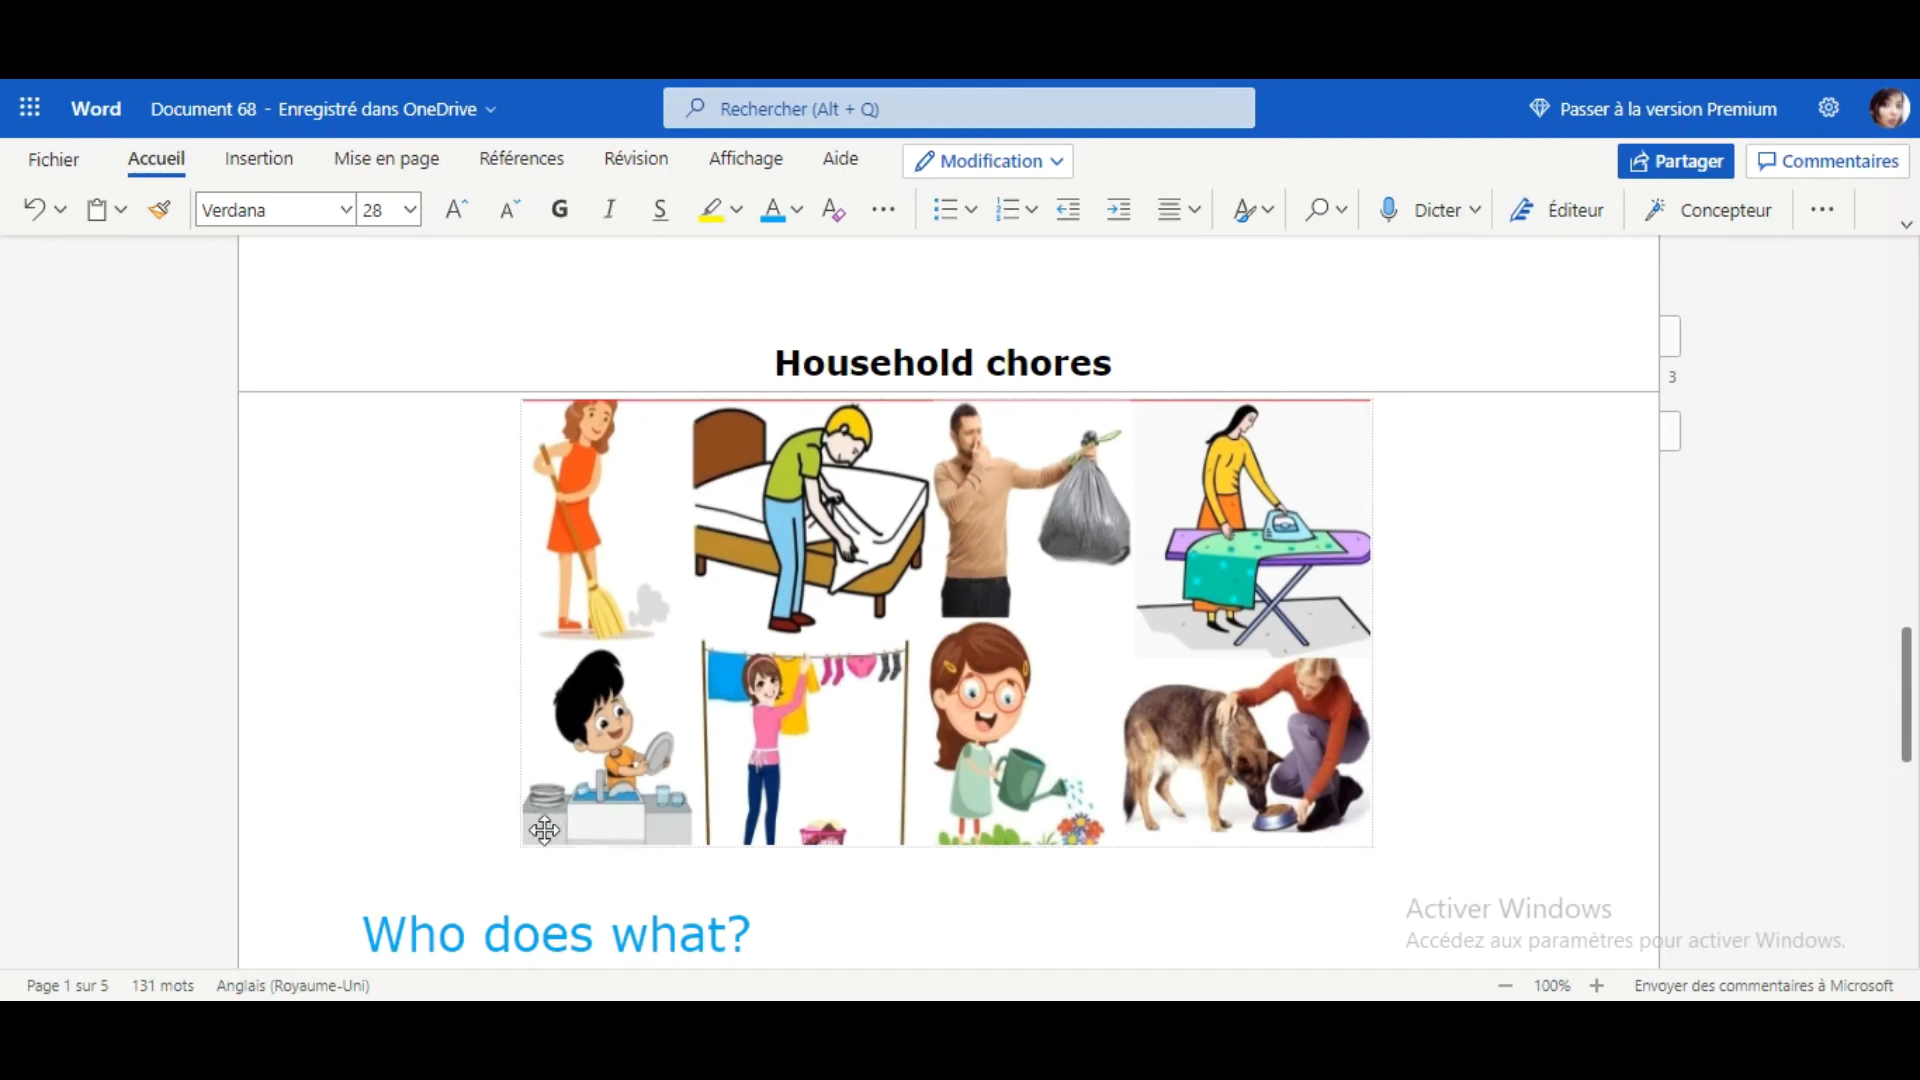 Word Document 68 - Enregistré dans OneDrive Rechercher (Alt + Q) Passer à la version Premium
Fichier Accueil Insertion Mise en page Références Révision Affichage Aide Modification Partager Commentaires
Verdana 28 G I S Dicter Éditeur Concepteur
Household chores
3
Who does what?
Activer Windows
Accédez aux paramètres pour activer Windows.
Page 1 sur 5 131 mots Anglais (Royaume-Uni) 100% Envoyer des commentaires à Microsoft